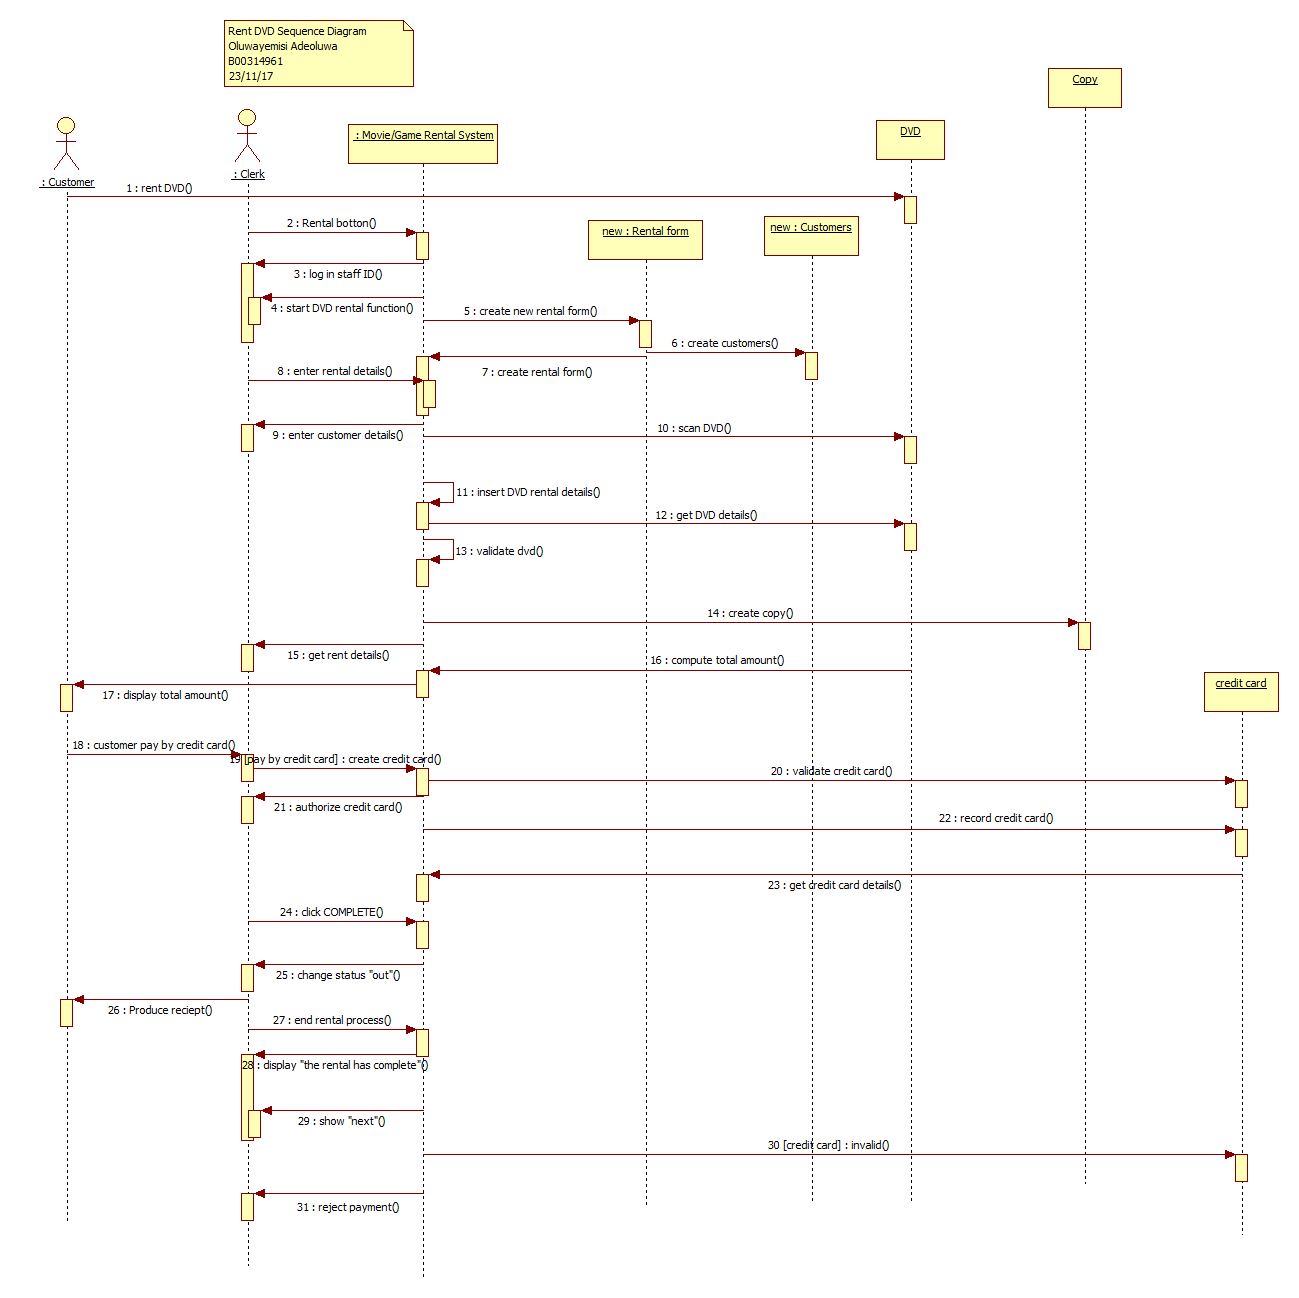 Rent DVD Sequence Diagram
Oluwayemisi Adeoluwa
B00314961
23/11/17
Copy
: Movie/Game Rental System
DVD
: Customer
: Clerk
1 : rent DVD()
2 : Rental botton()
new : Rental form
new : Customers
3 : log in staff ID()
4 : start DVD rental function()
5 : create new rental form()
6 : create customers()
7 : create rental form()
8 : enter rental details()
9 : enter customer details()
10 : scan DVD()
11 : insert DVD rental details()
12 : get DVD details()
13 : validate dvd()
14 : create copy()
15 : get rent details()
16 : compute total amount()
credit card
17 : display total amount()
18 : customer pay by credit card()
19 [pay by credit card] : create credit card()
20 : validate credit card()
21 : authorize credit card()
22 : record credit card()
23 : get credit card details()
24 : click COMPLETE()
25 : change status "out"()
26 : Produce reciept()
27 : end rental process()
28 : display "the rental has complete"()
29 : show "next"()
30 [credit card] : invalid()
31 : reject payment()